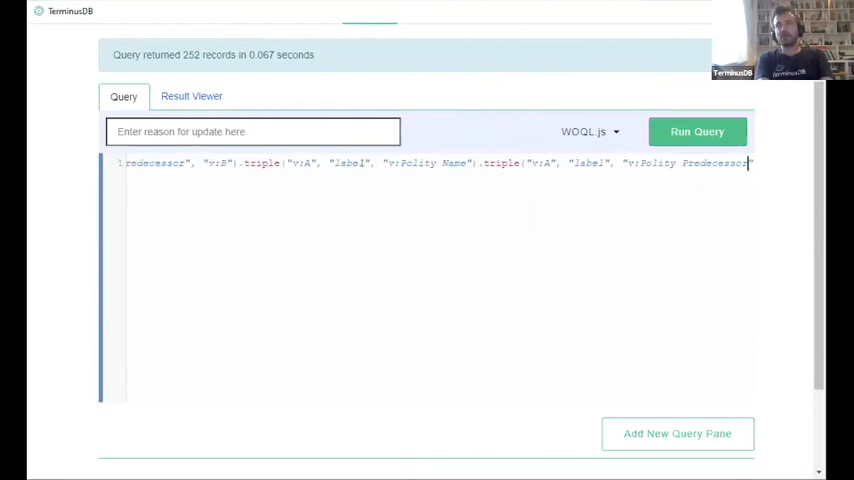 TerminusDB
Query returned 252 records in 0.067 seconds
TerminusDB
TerminusDB
Query
Result Viewer
Enter reason for update here
WOQL.js
Run Query
1 redecessor", "v:B").triple("v:A", "label", "v:Polity Name").triple("v:A", "label", "v:Polity Predecessor"
Add New Query Pane